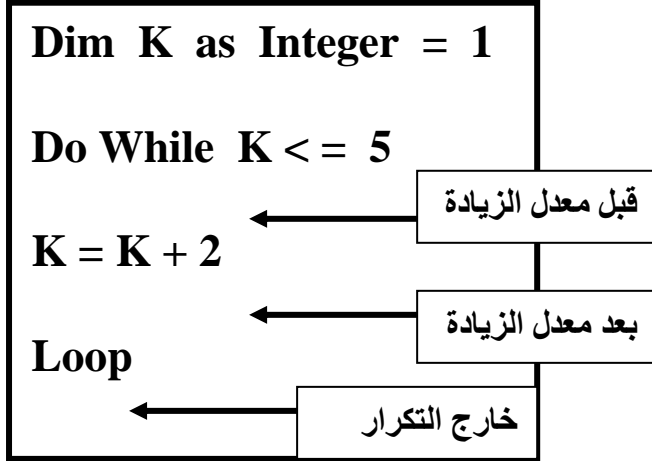 Dim K as Integer = 1
Do While K < = 5
قبل معدل الزيادة
K = K + 2
بعد معدل الزيادة
Loop
خارج التكرار